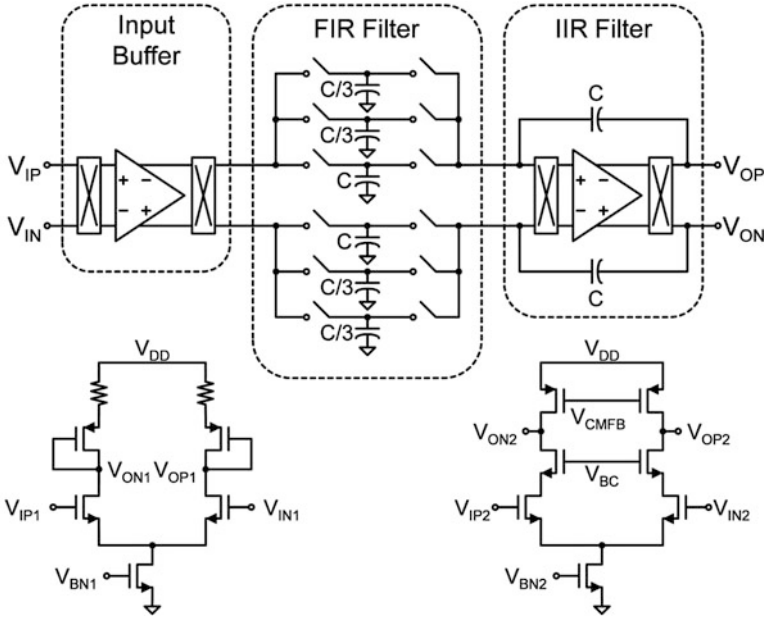 Input Buffer
FIR Filter
IIR Filter
C/3
C
C/3
V_IP
C
V_OP
+ −
+ −
V_IN
− +
C
− +
V_ON
C/3
C
C/3
V_DD
V_DD
V_CMFB
V_ON2
V_OP2
V_ON1
V_OP1
V_BC
V_IP1
V_IN1
V_IP2
V_IN2
V_BN1
V_BN2